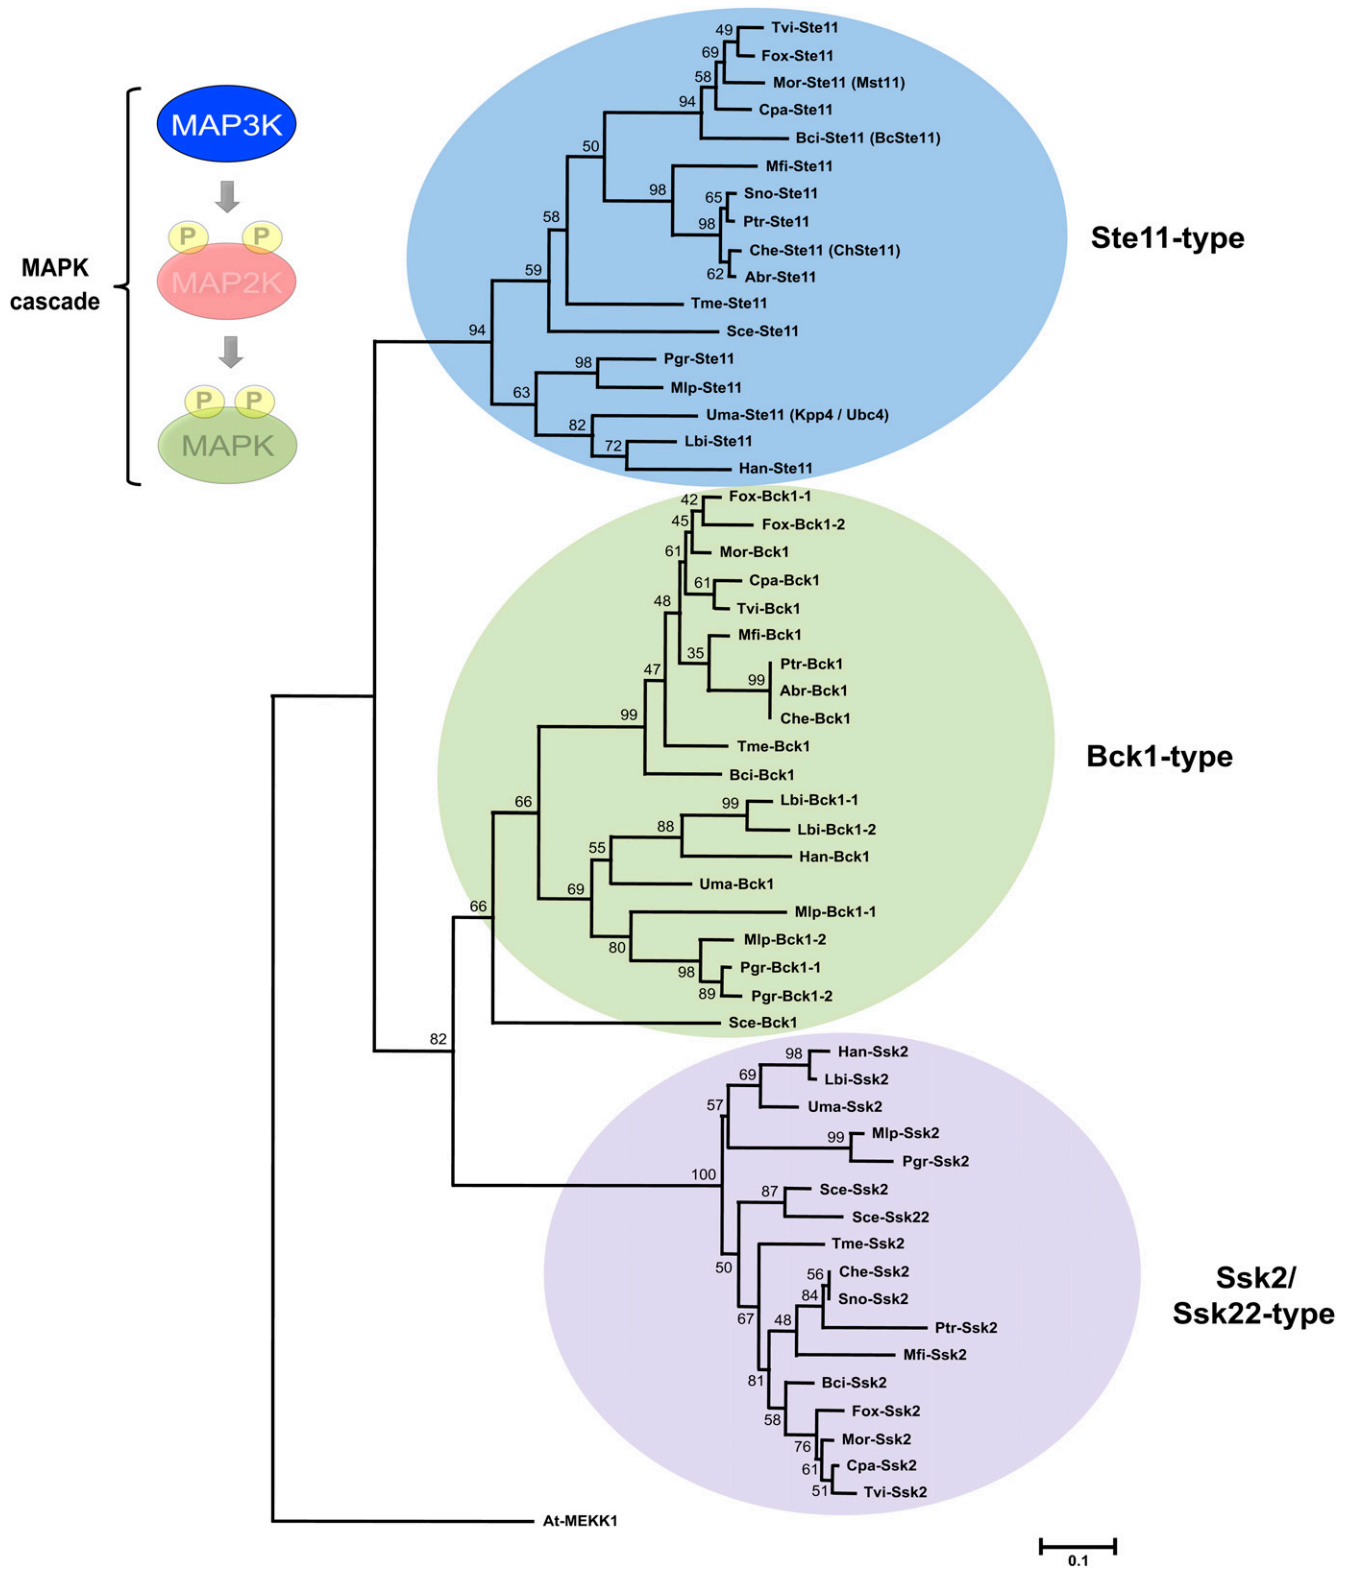 MAPK
cascade
MAP3K
P P
MAP2K
P P
MAPK
49 Tvi-Ste11
Fox-Ste11
69
Mor-Ste11 (Mst11)
58
Cpa-Ste11
94
Bci-Ste11 (BcSte11)
50
Mfi-Ste11
98
65 Sno-Ste11
Ptr-Ste11
98
Che-Ste11 (ChSte11)
62 Abr-Ste11
58
Tme-Ste11
59
Sce-Ste11
94
98 Pgr-Ste11
Mlp-Ste11
63
Uma-Ste11 (Kpp4 / Ubc4)
82
72 Lbi-Ste11
Han-Ste11
Ste11-type
42 Fox-Bck1-1
45 Fox-Bck1-2
61 Mor-Bck1
61 Cpa-Bck1
Tvi-Bck1
48
Mfi-Bck1
35
Ptr-Bck1
99 Abr-Bck1
Che-Bck1
47
99
Tme-Bck1
Bci-Bck1
66
99 Lbi-Bck1-1
Lbi-Bck1-2
88
Han-Bck1
55
Uma-Bck1
69
Mlp-Bck1-1
80 Mlp-Bck1-2
98 Pgr-Bck1-1
89 Pgr-Bck1-2
66
Sce-Bck1
Bck1-type
82
98 Han-Ssk2
Lbi-Ssk2
69
Uma-Ssk2
57
99 Mlp-Ssk2
Pgr-Ssk2
100
87 Sce-Ssk2
Sce-Ssk22
50
Tme-Ssk2
56 Che-Ssk2
84 Sno-Ssk2
67 48 Ptr-Ssk2
Mfi-Ssk2
81
Bci-Ssk2
58 Fox-Ssk2
76 Mor-Ssk2
61 Cpa-Ssk2
51 Tvi-Ssk2
Ssk2/
Ssk22-type
At-MEKK1
0.1